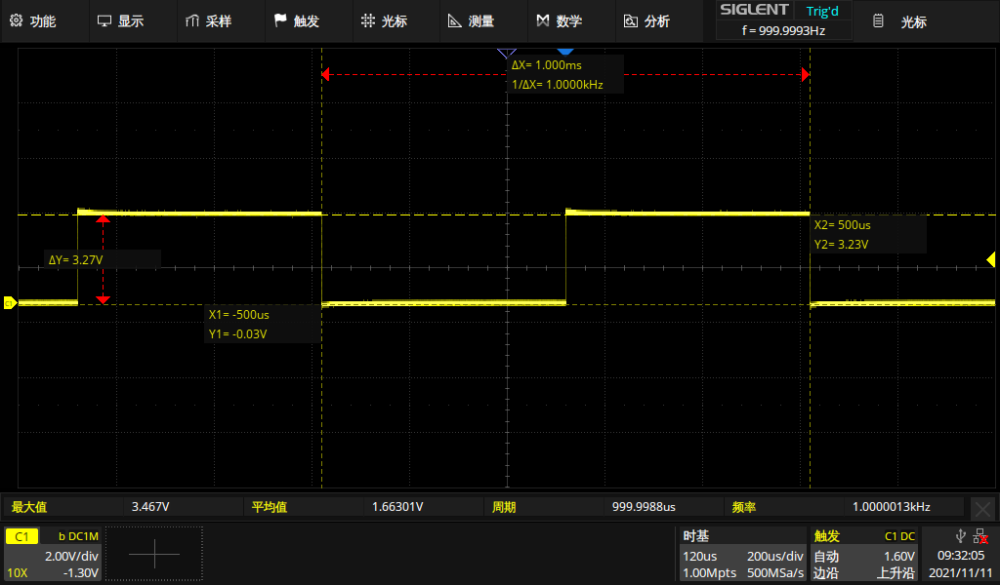 功能 显示 采样 触发 光标 测量 数学 分析 SIGLENT Trig'd 光标
f = 999.9993Hz
ΔX= 1.000ms
1/ΔX= 1.0000kHz
X2= 500us
Y2= 3.23V
ΔY= 3.27V
C1
X1= -500us
Y1= -0.03V
最大值 3.467V 平均值 1.66301V 周期 999.9988us 频率 1.0000013kHz
C1 b DC1M
2.00V/div
10X -1.30V
时基
120us 200us/div
1.00Mpts 500MSa/s
触发 C1 DC
自动 1.60V
边沿 上升沿
09:32:05
2021/11/11